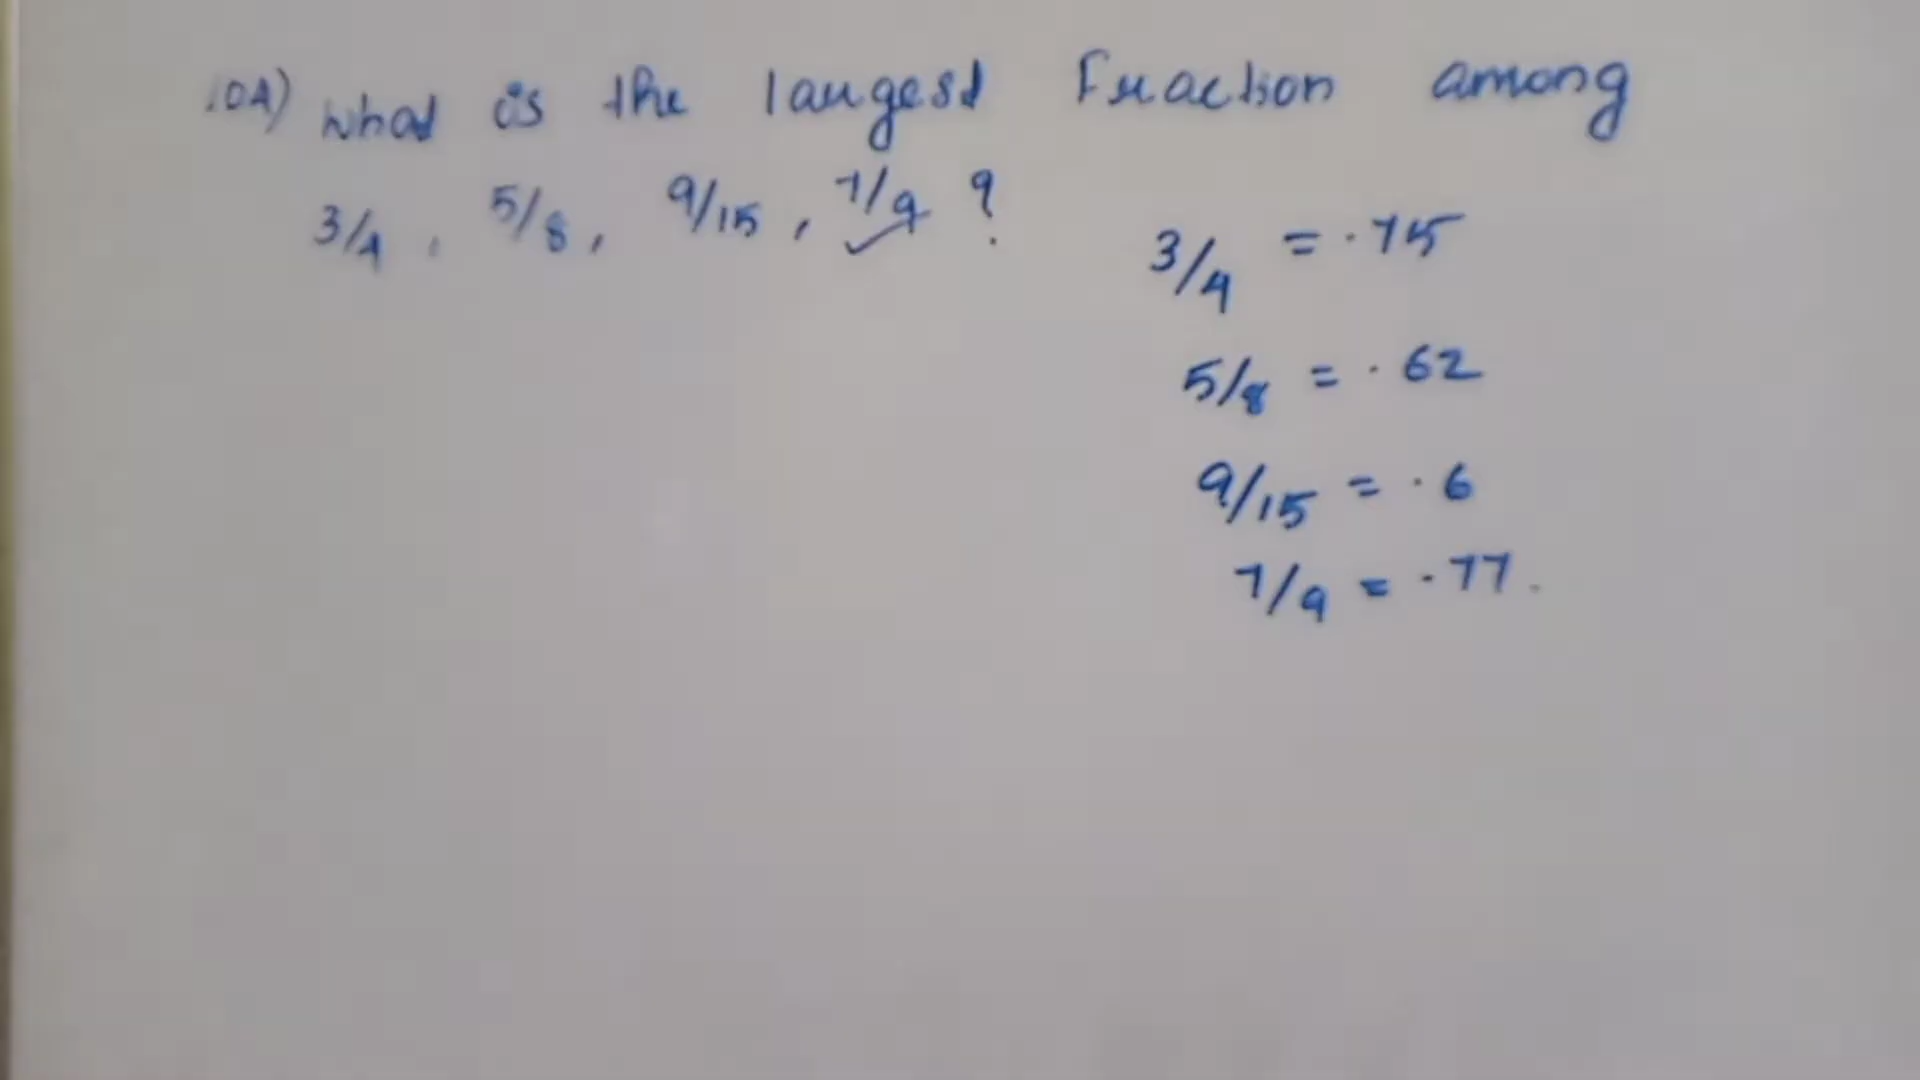 10A) what is the largest Fraction among
3/4, 5/8, 9/15, 7/9 ?
3/4 = .75
5/8 = .62
9/15 = .6
7/9 = .77.